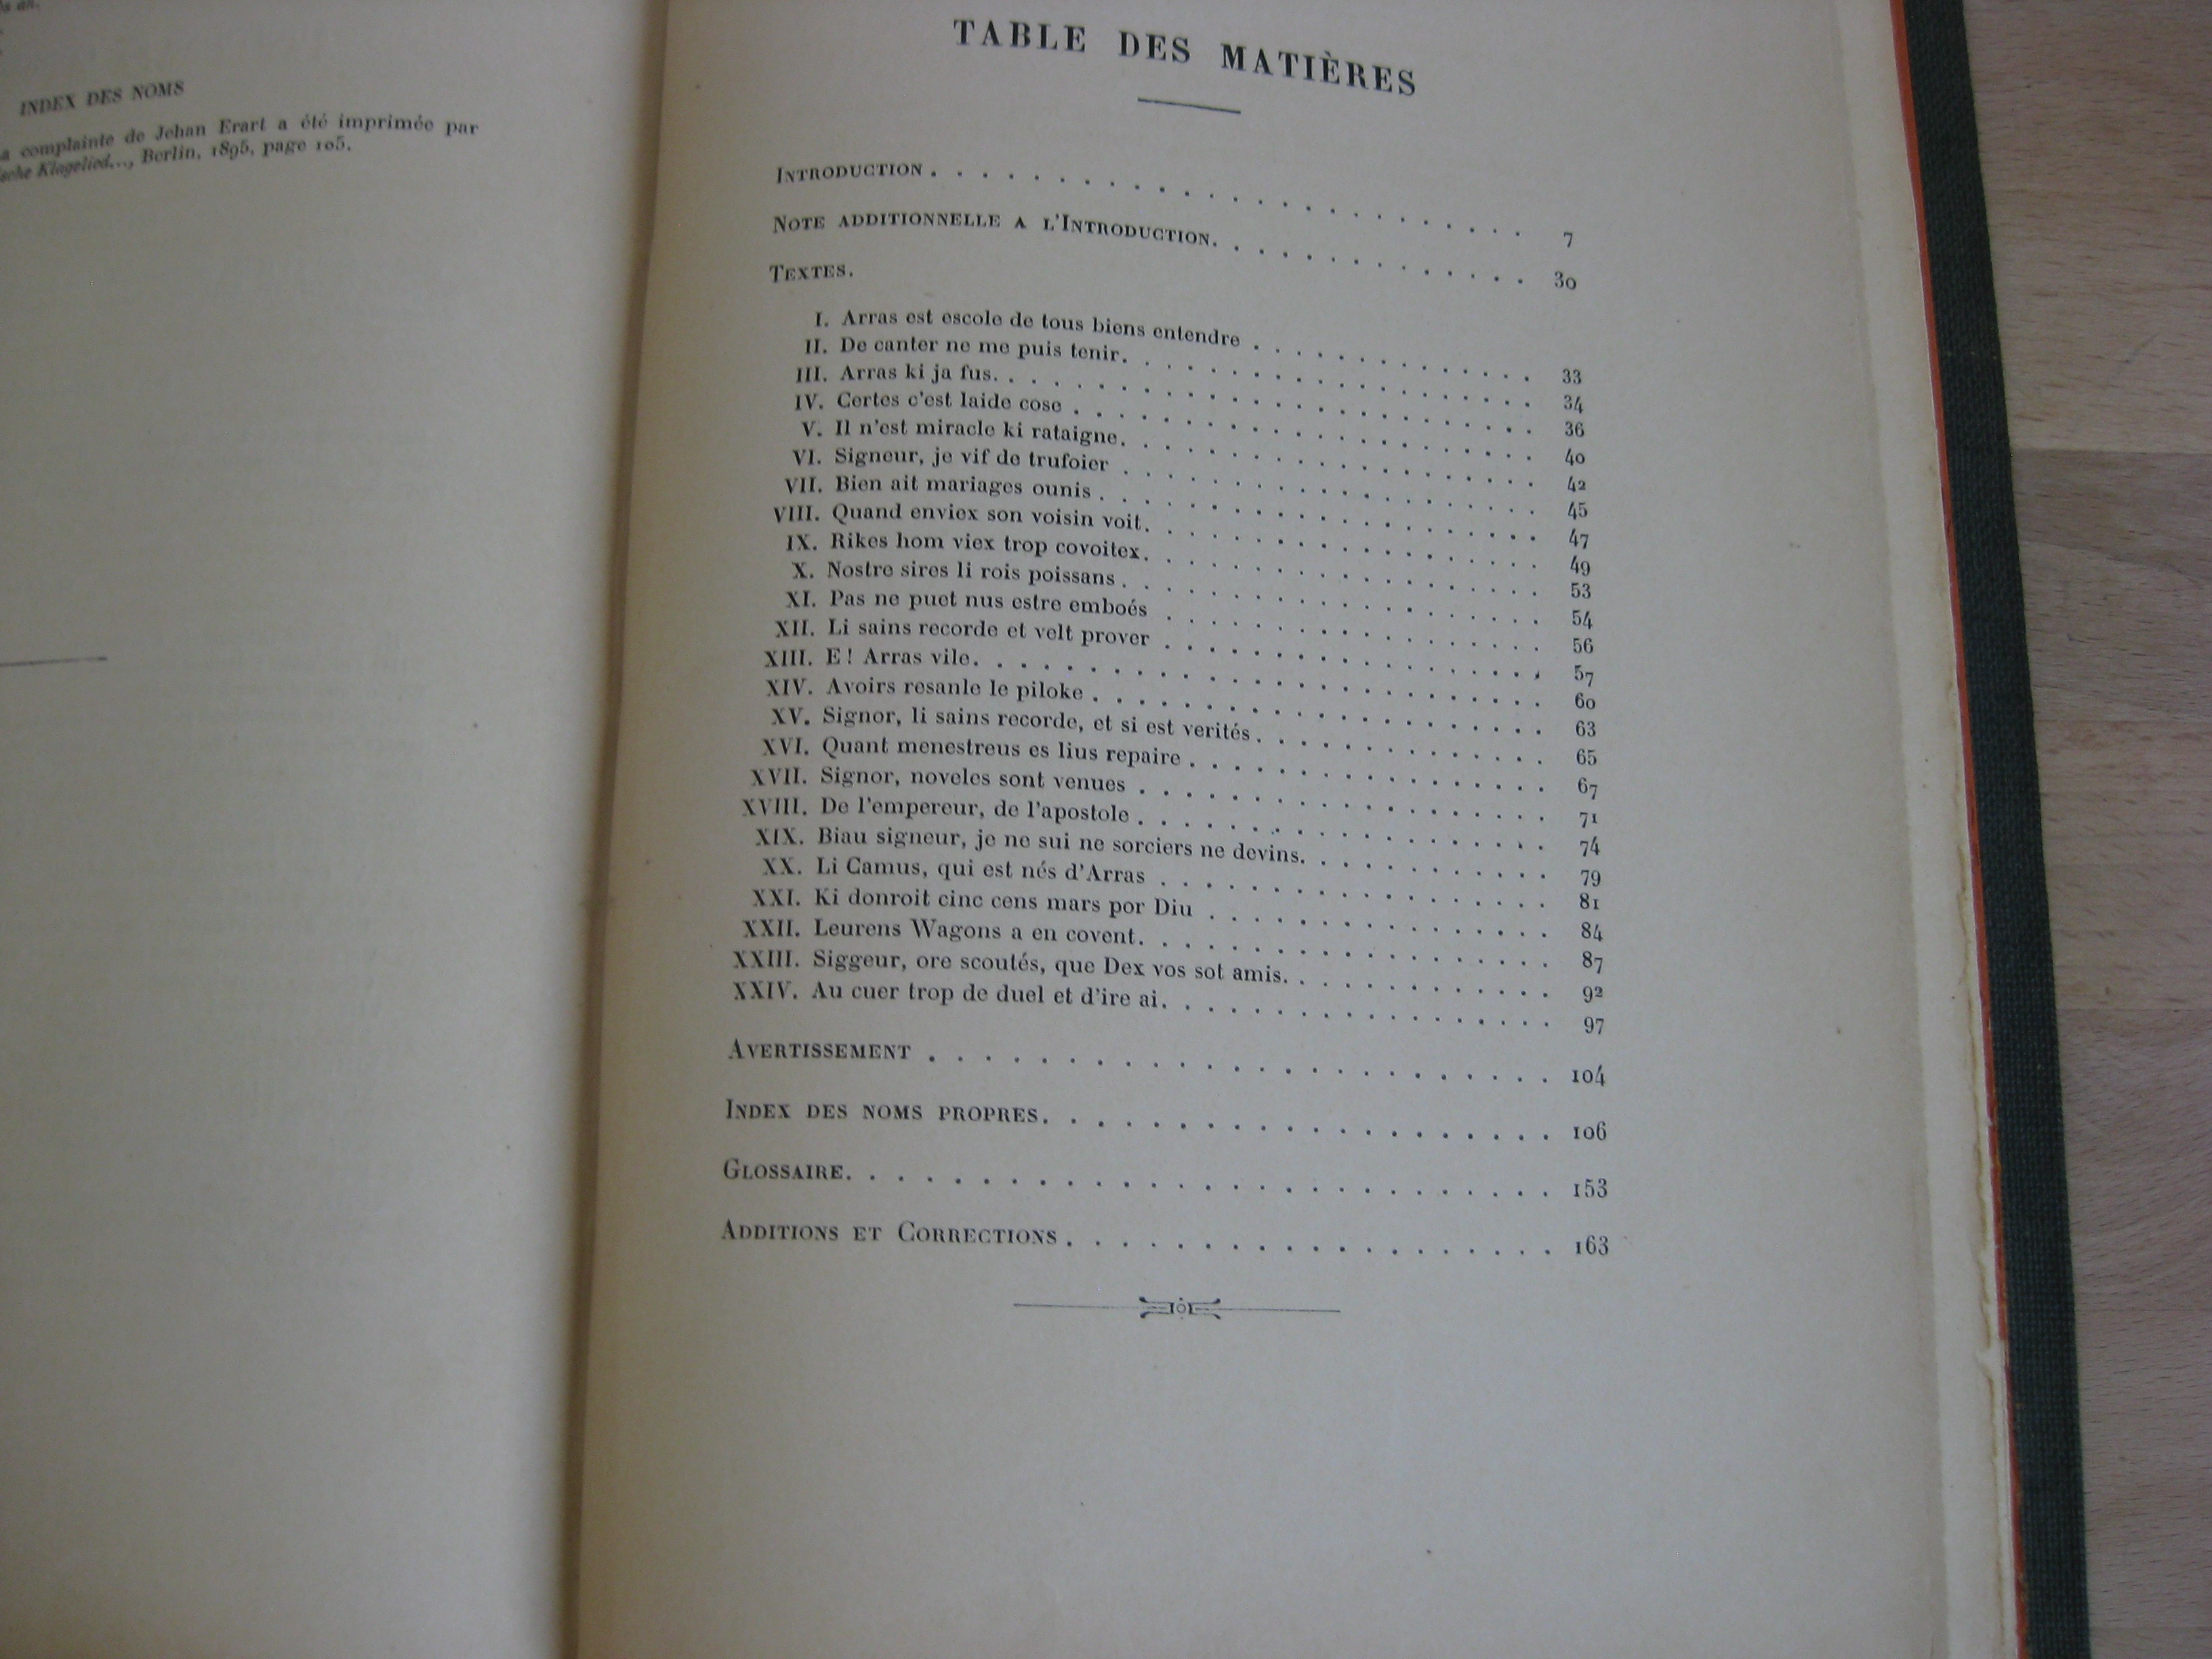 INDEX DES NOMS
a complainte de Jehan Erart a été imprimée par
sche Klagelied..., Berlin, 1895, page 105.
TABLE DES MATIÈRES
INTRODUCTION . . . . . . . . . . . . . . . . . . . . . . . . 7
NOTE ADDITIONNELLE A L'INTRODUCTION. . . . . . . . . . . . . . 30
TEXTES.
I. Arras est escole de tous biens entendre . . . . . . . . . . . . . 33
II. De canter ne me puis tenir. . . . . . . . . . . . . . . . . . 34
III. Arras ki ja fus. . . . . . . . . . . . . . . . . . . . . . . 36
IV. Certes c'est laide cose . . . . . . . . . . . . . . . . . . . . 40
V. Il n'est miracle ki rataigne. . . . . . . . . . . . . . . . . . 42
VI. Signeur, je vif de trufoier . . . . . . . . . . . . . . . . . . 45
VII. Bien ait mariages ounis . . . . . . . . . . . . . . . . . . . 47
VIII. Quand enviex son voisin voit. . . . . . . . . . . . . . . . . 49
IX. Rikes hom viex trop covoitex. . . . . . . . . . . . . . . . . 53
X. Nostre sires li rois poissans . . . . . . . . . . . . . . . . . . 54
XI. Pas ne puet nus estre emboés . . . . . . . . . . . . . . . . . 56
XII. Li sains recorde et velt prover . . . . . . . . . . . . . . . . . 57
XIII. E ! Arras vile. . . . . . . . . . . . . . . . . . . . . . . . 60
XIV. Avoirs resanle le piloke . . . . . . . . . . . . . . . . . . . 63
XV. Signor, li sains recorde, et si est verités . . . . . . . . . . . . . 65
XVI. Quant menestreus es lius repaire . . . . . . . . . . . . . . . . 67
XVII. Signor, noveles sont venues . . . . . . . . . . . . . . . . . . 71
XVIII. De l'empereur, de l'apostole . . . . . . . . . . . . . . . . . . 74
XIX. Biau signeur, je ne sui ne sorciers ne devins. . . . . . . . . . . 79
XX. Li Camus, qui est nés d'Arras . . . . . . . . . . . . . . . . . 81
XXI. Ki donroit cinc cens mars por Diu . . . . . . . . . . . . . . . 84
XXII. Leurens Wagons a en covent. . . . . . . . . . . . . . . . . . 87
XXIII. Siggeur, ore scoutés, que Dex vos sot amis. . . . . . . . . . . . 92
XXIV. Au cuer trop de duel et d'ire ai. . . . . . . . . . . . . . . . . 97
AVERTISSEMENT . . . . . . . . . . . . . . . . . . . . . . . 104
INDEX DES NOMS PROPRES. . . . . . . . . . . . . . . . . . . . 106
GLOSSAIRE. . . . . . . . . . . . . . . . . . . . . . . . . . 153
ADDITIONS ET CORRECTIONS . . . . . . . . . . . . . . . . . . . 163